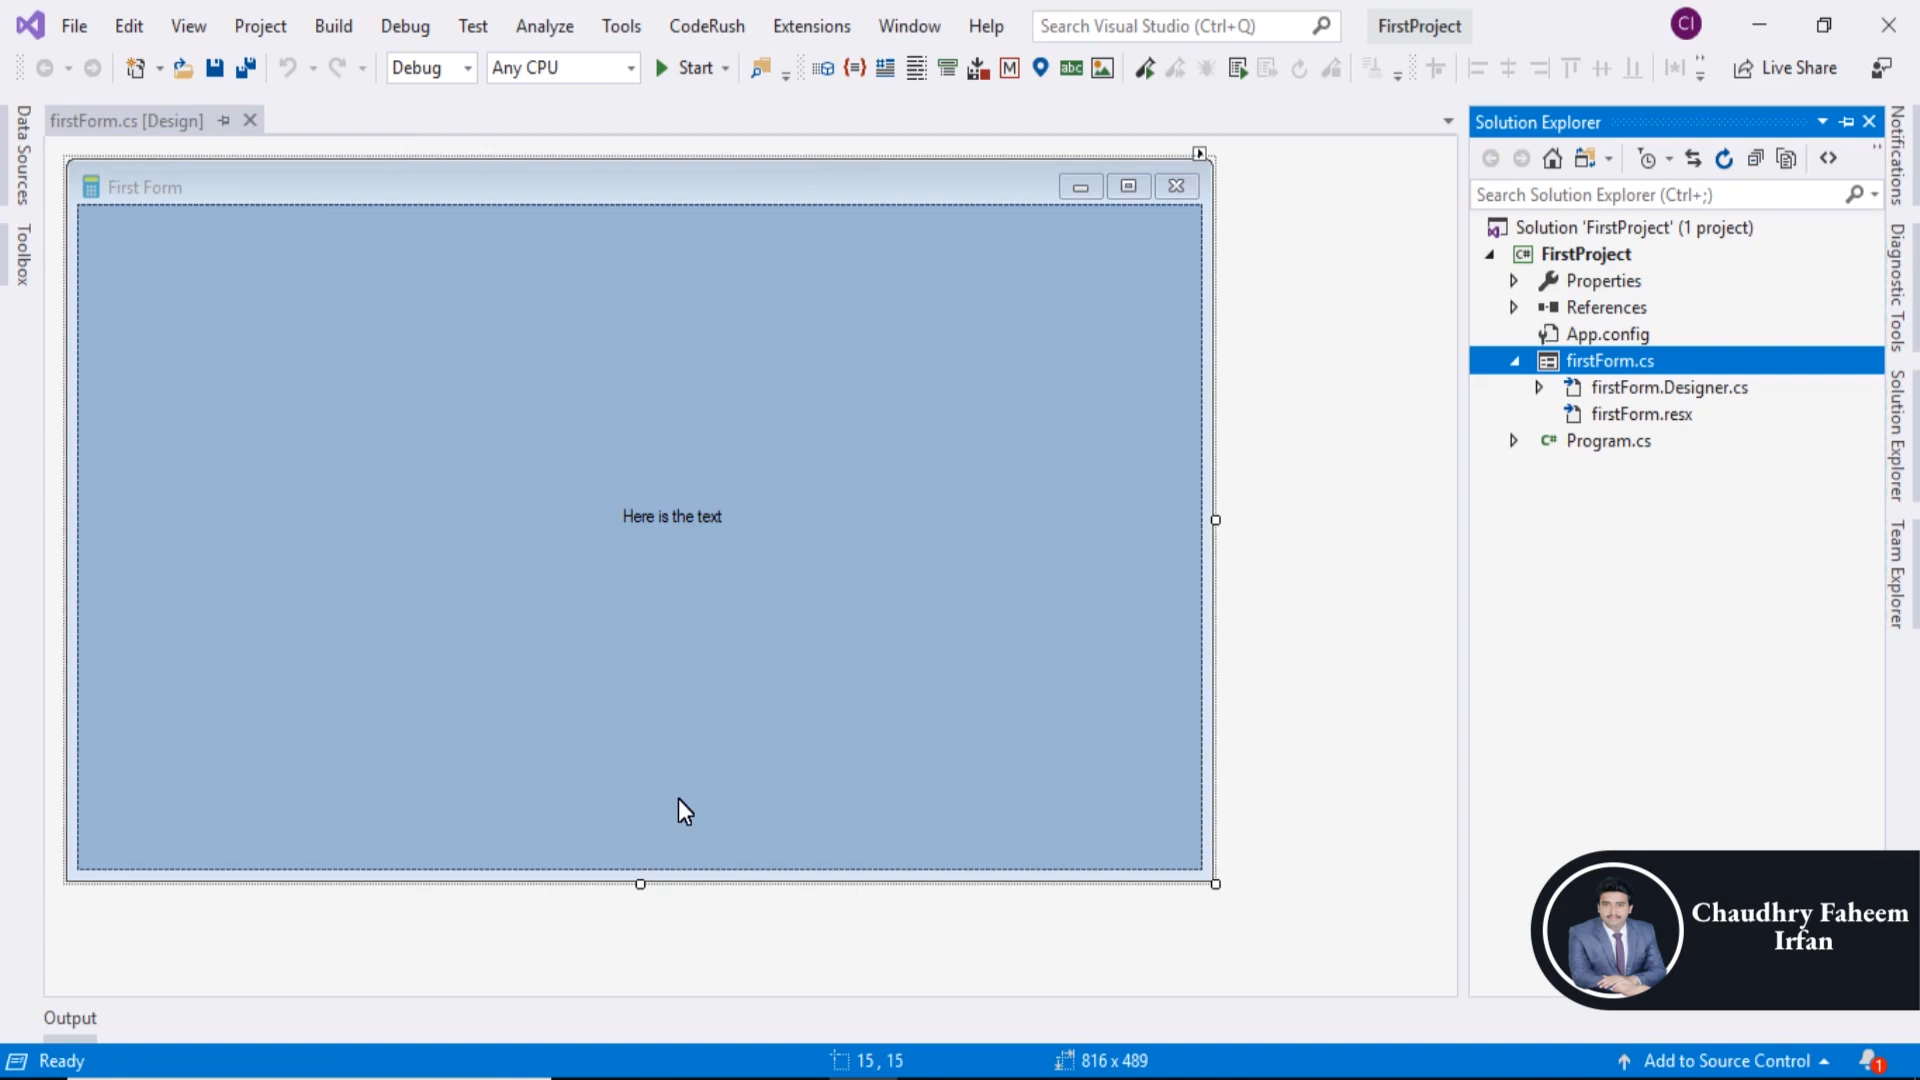 File Edit View Project Build Debug Test Analyze Tools CodeRush Extensions Window Help Search Visual Studio (Ctrl+Q) FirstProject CI
Debug Any CPU Start M abc Live Share
firstForm.cs [Design]
Data Sources
Toolbox
First Form
Here is the text
Solution Explorer
Search Solution Explorer (Ctrl+;)
Solution 'FirstProject' (1 project)
C# FirstProject
Properties
References
App.config
firstForm.cs
firstForm.Designer.cs
firstForm.resx
C# Program.cs
Notifications
Diagnostic Tools
Solution Explorer
Team Explorer
Chaudhry Faheem
Irfan
Output
Ready 15 , 15 816 x 489 Add to Source Control 1